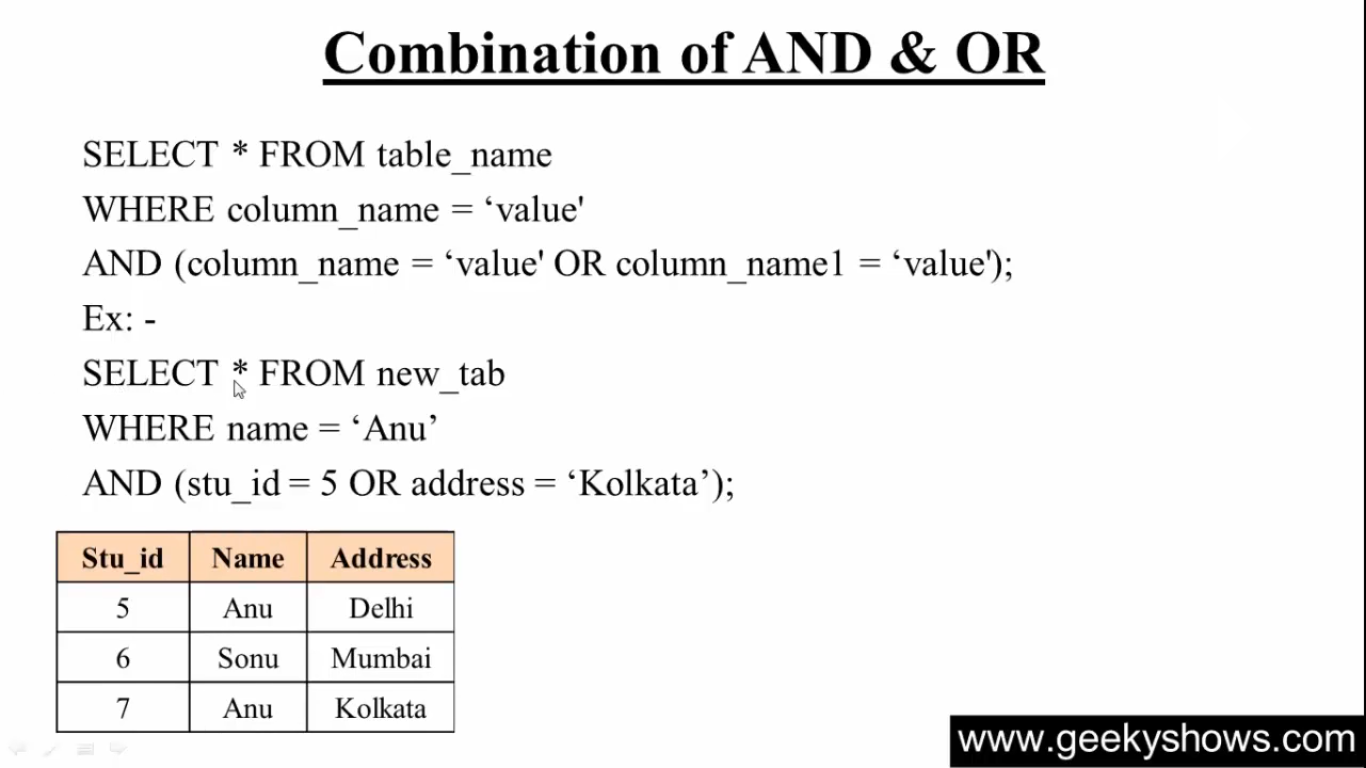 Combination of AND & OR
SELECT * FROM table_name
WHERE column_name = ‘value'
AND (column_name = ‘value' OR column_name1 = ‘value');
Ex: -
SELECT * FROM new_tab
WHERE name = ‘Anu’
AND (stu_id = 5 OR address = ‘Kolkata’);
Stu_id Name Address
5 Anu Delhi
6 Sonu Mumbai
7 Anu Kolkata
www.geekyshows.com